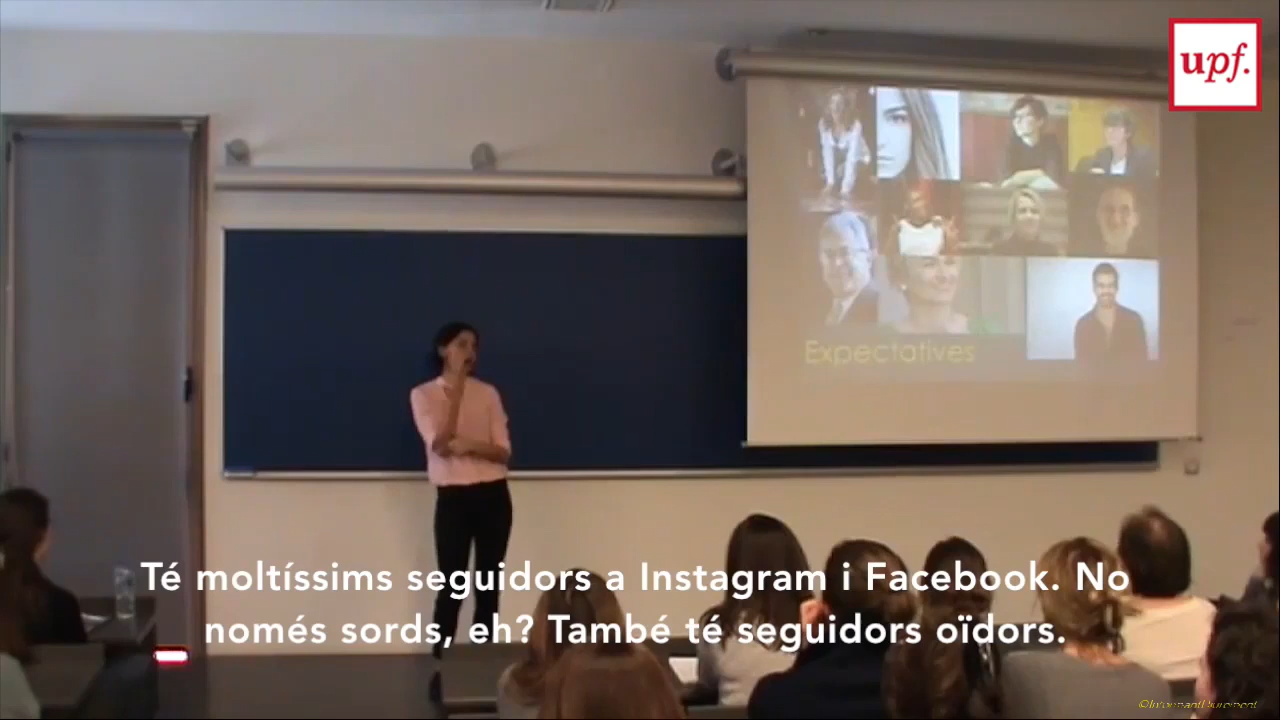 upf.
Expectatives
Té moltíssims seguidors a Instagram i Facebook. No
només sords, eh? També té seguidors oïdors.